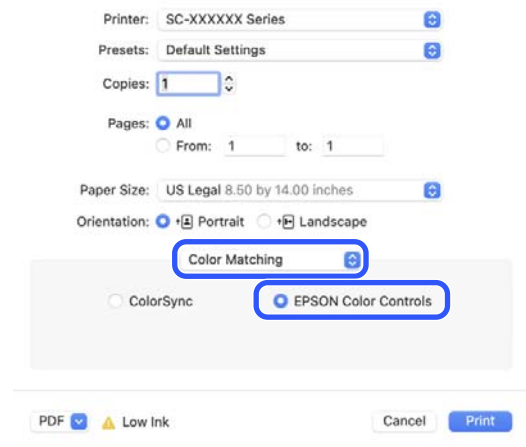 Printer: SC-XXXXXX Series
Presets: Default Settings
Copies: 1
Pages: All
From: 1 to: 1
Paper Size: US Legal 8.50 by 14.00 inches
Orientation: Portrait Landscape
Color Matching
ColorSync EPSON Color Controls
PDF Low Ink Cancel Print